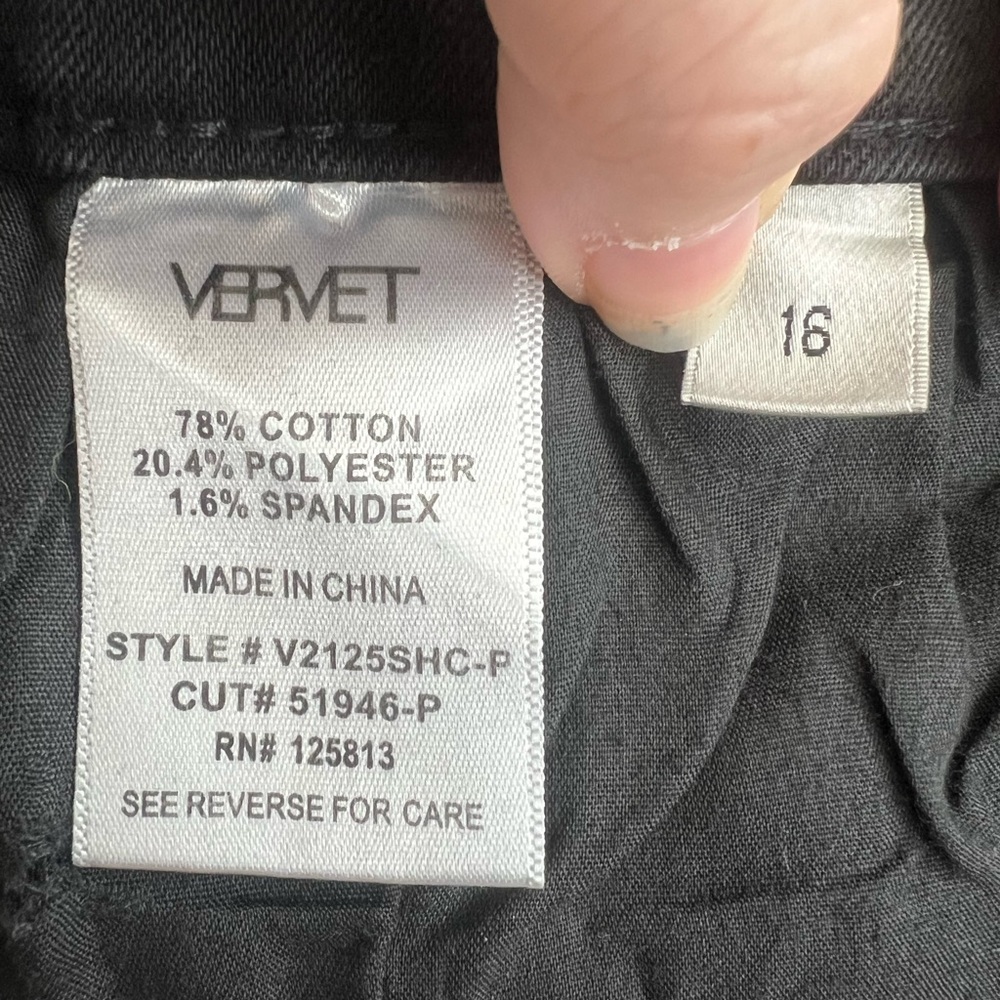 VERVET
78% COTTON
20.4% POLYESTER
1.6% SPANDEX
MADE IN CHINA
STYLE # V2125SHC-P
CUT# 51946-P
RN# 125813
SEE REVERSE FOR CARE
16